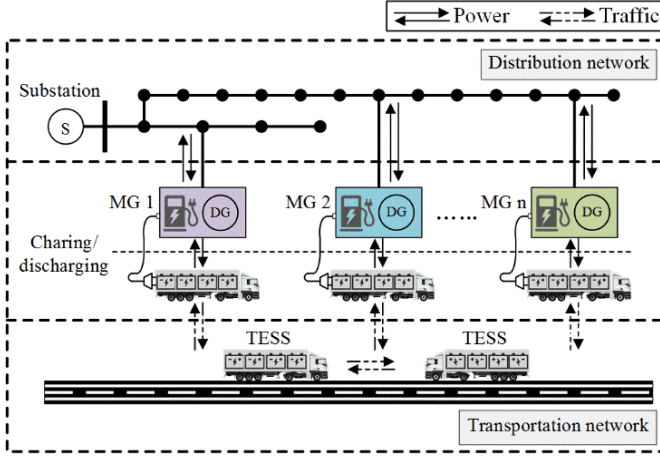 Power
Traffic
Distribution network
Substation
S
MG 1
DG
MG 2
DG
……
MG n
DG
Charing/
discharging
TESS
TESS
Transportation network